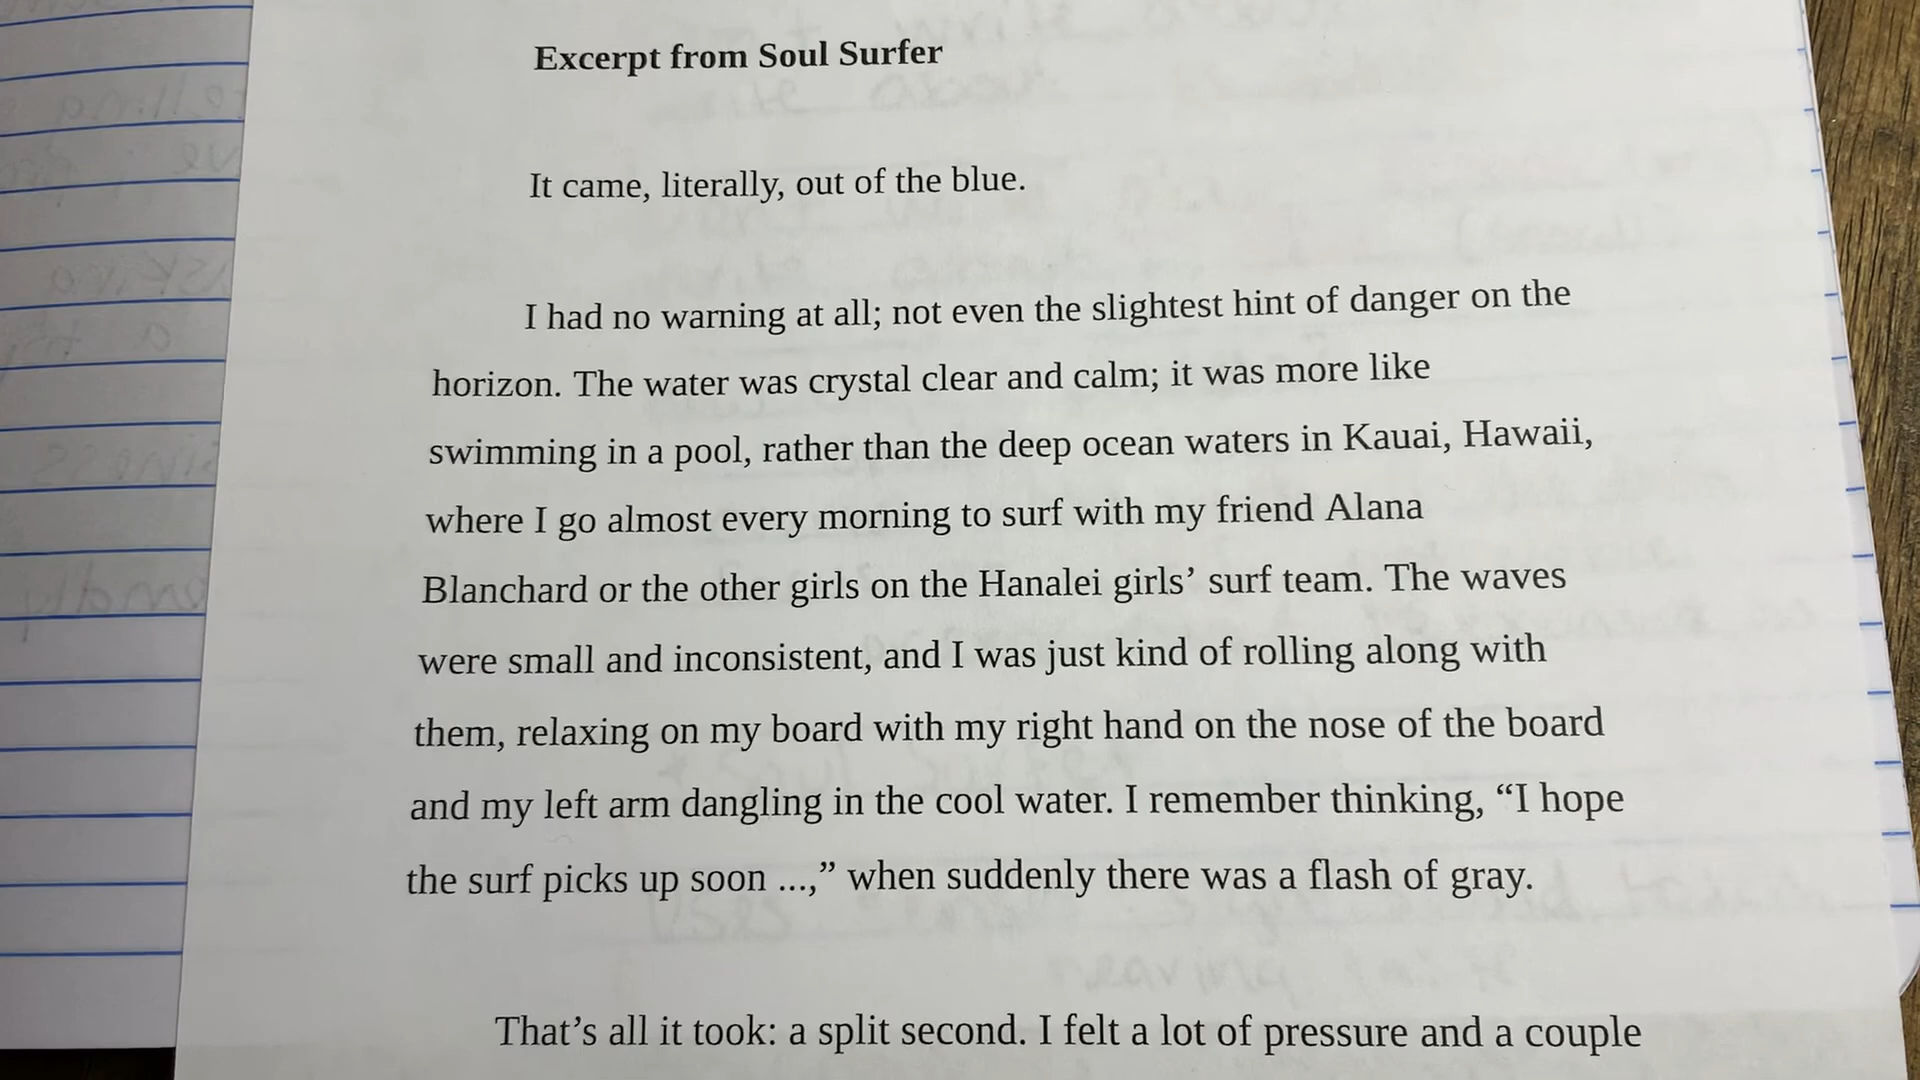 Excerpt from Soul Surfer
It came, literally, out of the blue.
I had no warning at all; not even the slightest hint of danger on the
horizon. The water was crystal clear and calm; it was more like
swimming in a pool, rather than the deep ocean waters in Kauai, Hawaii,
where I go almost every morning to surf with my friend Alana
Blanchard or the other girls on the Hanalei girls’ surf team. The waves
were small and inconsistent, and I was just kind of rolling along with
them, relaxing on my board with my right hand on the nose of the board
and my left arm dangling in the cool water. I remember thinking, “I hope
the surf picks up soon ...,” when suddenly there was a flash of gray.
That’s all it took: a split second. I felt a lot of pressure and a couple